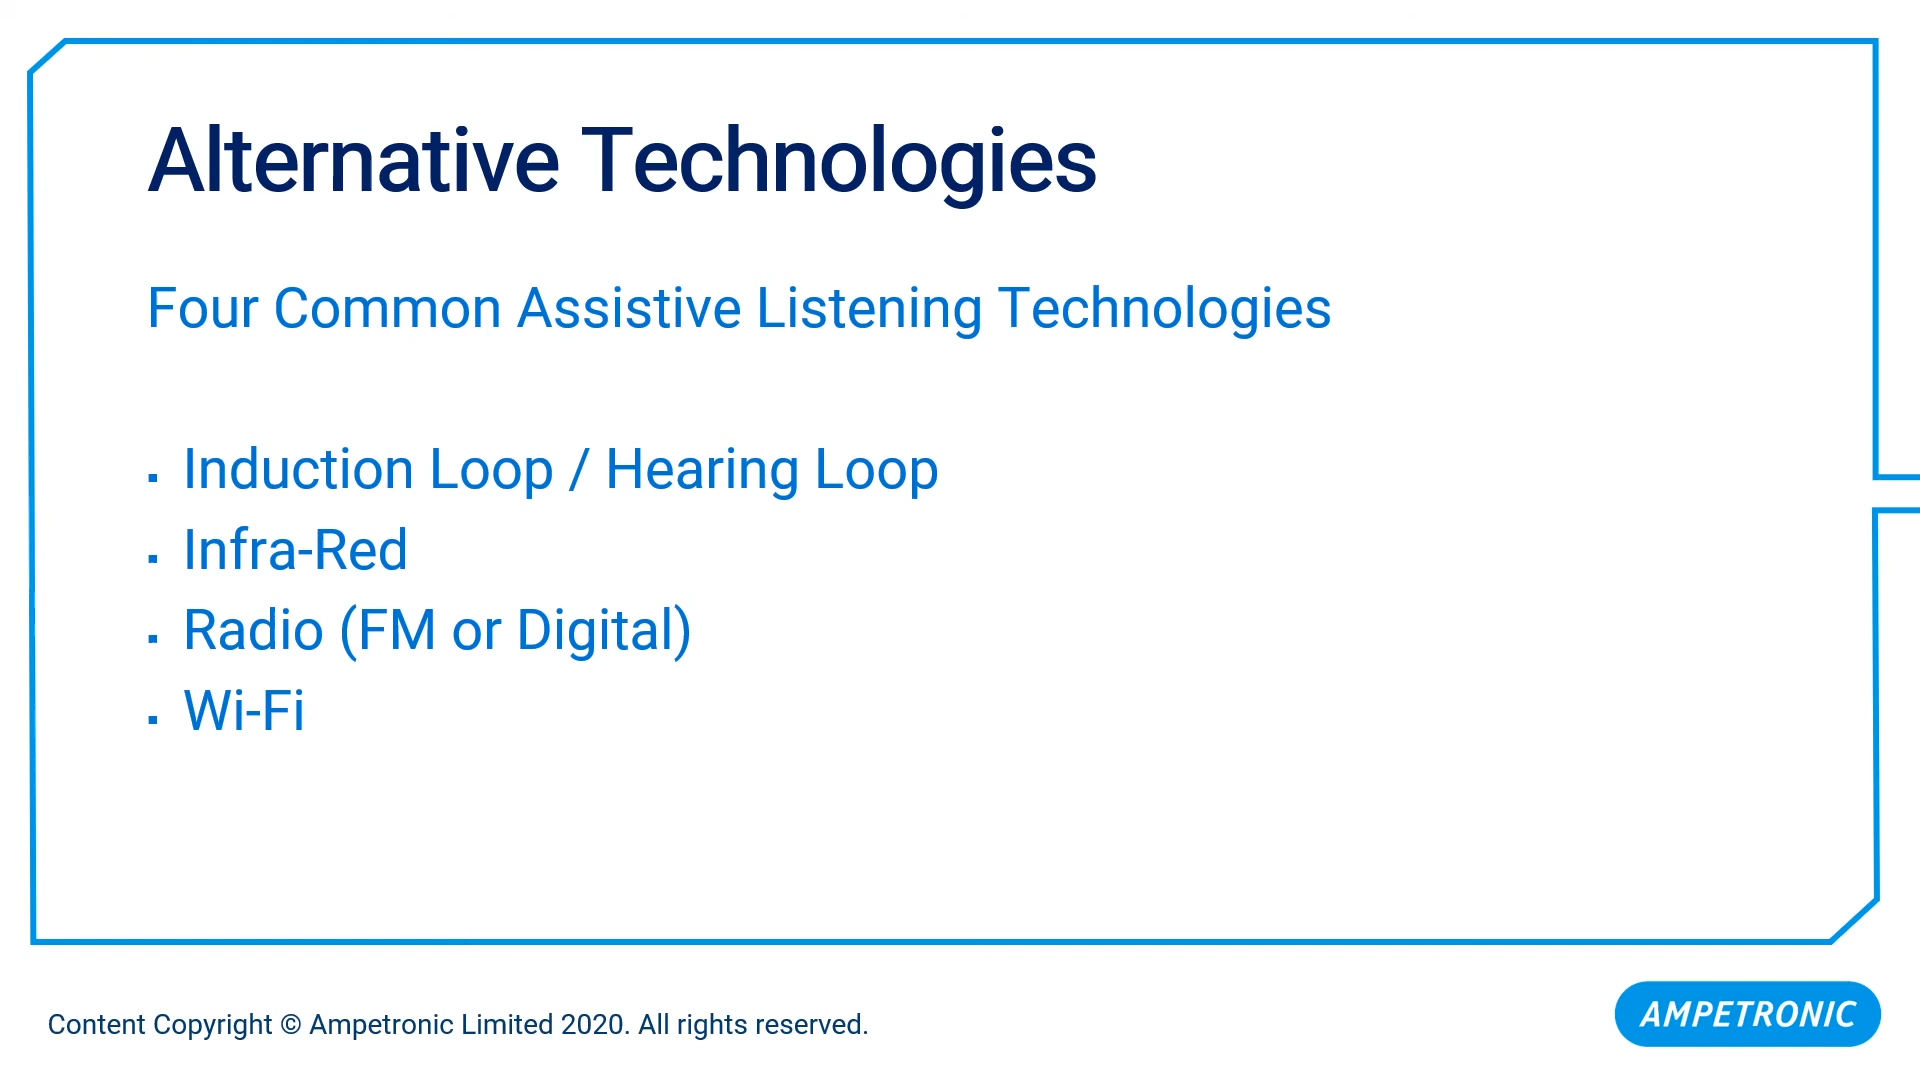 Alternative Technologies
Four Common Assistive Listening Technologies
▪ Induction Loop / Hearing Loop
▪ Infra-Red
▪ Radio (FM or Digital)
▪ Wi-Fi
Content Copyright © Ampetronic Limited 2020. All rights reserved.
AMPETRONIC